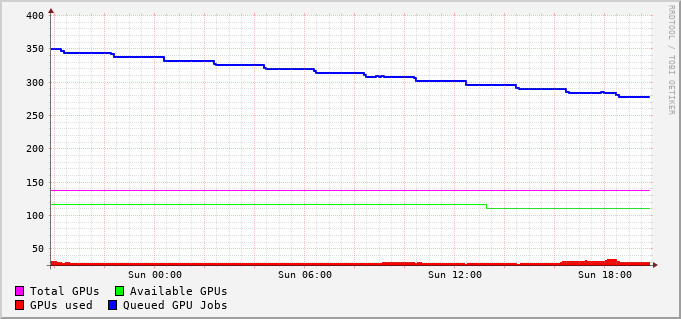 400
350
300
250
200
150
100
50
Sun 00:00 Sun 06:00 Sun 12:00 Sun 18:00
Total GPUs Available GPUs
GPUs used Queued GPU Jobs
RRDTOOL / TOBI OETIKER